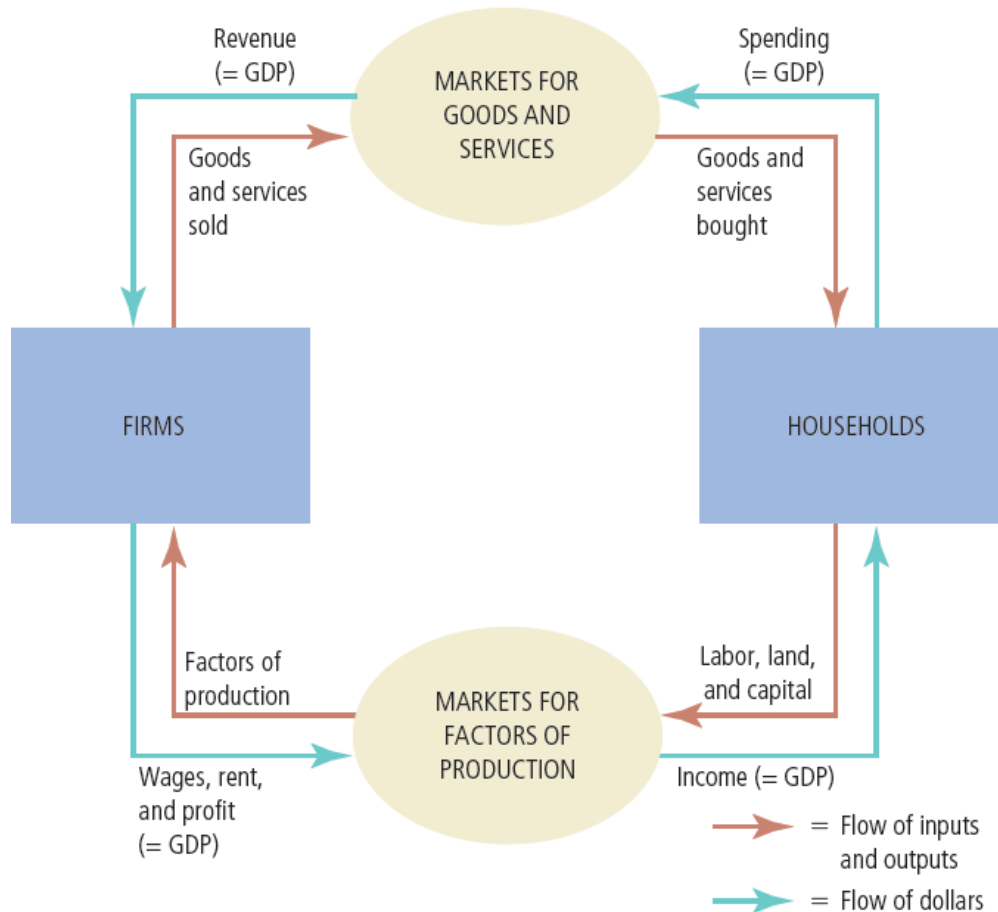 Revenue
(= GDP)
MARKETS FOR
GOODS AND
SERVICES
Spending
(= GDP)
Goods
and services
sold
Goods and
services
bought
FIRMS
HOUSEHOLDS
Factors of
production
MARKETS FOR
FACTORS OF
PRODUCTION
Labor, land,
and capital
Wages, rent,
and profit
(= GDP)
Income (= GDP)
= Flow of inputs
and outputs
= Flow of dollars